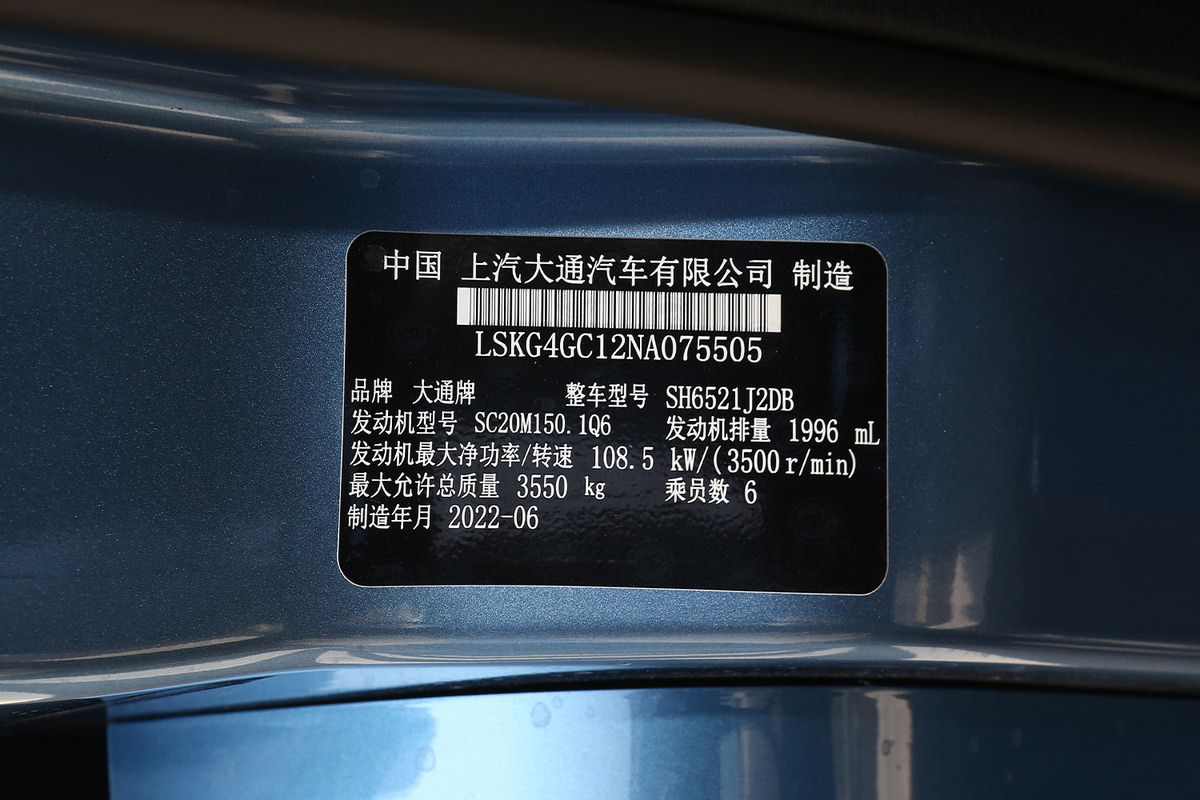 中国 上汽大通汽车有限公司 制造
LSKG4GC12NA075505
品牌 大通牌 整车型号 SH6521J2DB
发动机型号 SC20M150.1Q6 发动机排量 1996 mL
发动机最大净功率/转速 108.5 kW/(3500r/min)
最大允许总质量 3550 kg 乘员数 6
制造年月 2022-06